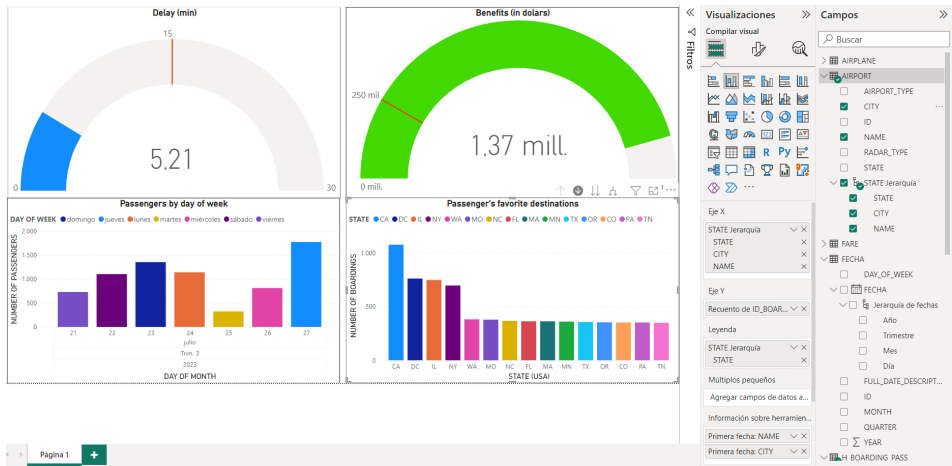 Delay (min)
15
5,21
0
30
Benefits (in dolars)
250 mil
1,37 mill.
0 mill.
Passengers by day of week
DAY OF WEEK domingo jueves lunes martes miércoles sábado viernes
NUMBER OF PASSENGERS
2.000
1.500
1.000
500
0
21 22 23 24 25 26 27
julio
Trim. 3
2023
DAY OF MONTH
Passenger's favorite destinations
STATE CA DC IL NY WA MO NC FL MA MN TX OR CO PA TN
NUMBER OF BOARDINGS
1.000
500
0
CA DC IL NY WA MO NC FL MA MN TX OR CO PA TN
STATE (USA)
Filtros
Visualizaciones
Compilar visual
R Py
Eje X
STATE Jerarquía
STATE
CITY
NAME
Eje Y
Recuento de ID_BOAR...
Leyenda
STATE Jerarquía
STATE
Múltiplos pequeños
Agregar campos de datos a...
Información sobre herramien...
Primera fecha: NAME
Primera fecha: CITY
Campos
Buscar
AIRPLANE
AIRPORT
AIRPORT_TYPE
CITY
ID
NAME
RADAR_TYPE
STATE
STATE Jerarquía
STATE
CITY
NAME
FARE
FECHA
DAY_OF_WEEK
FECHA
Jerarquía de fechas
Año
Trimestre
Mes
Día
FULL_DATE_DESCRIPT...
ID
MONTH
QUARTER
YEAR
H_BOARDING_PASS
Página 1